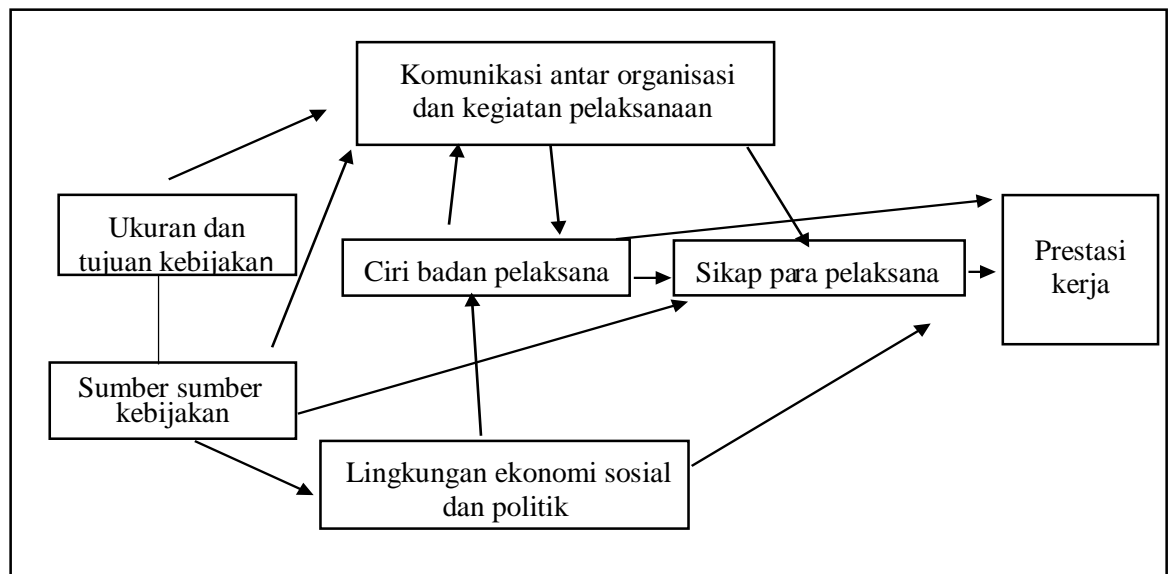 Komunikasi antar organisasi
dan kegiatan pelaksanaan
Ukuran dan
tujuan kebijakan
Ciri badan pelaksana
Sikap para pelaksana
Prestasi
kerja
Sumber sumber
kebijakan
Lingkungan ekonomi sosial
dan politik